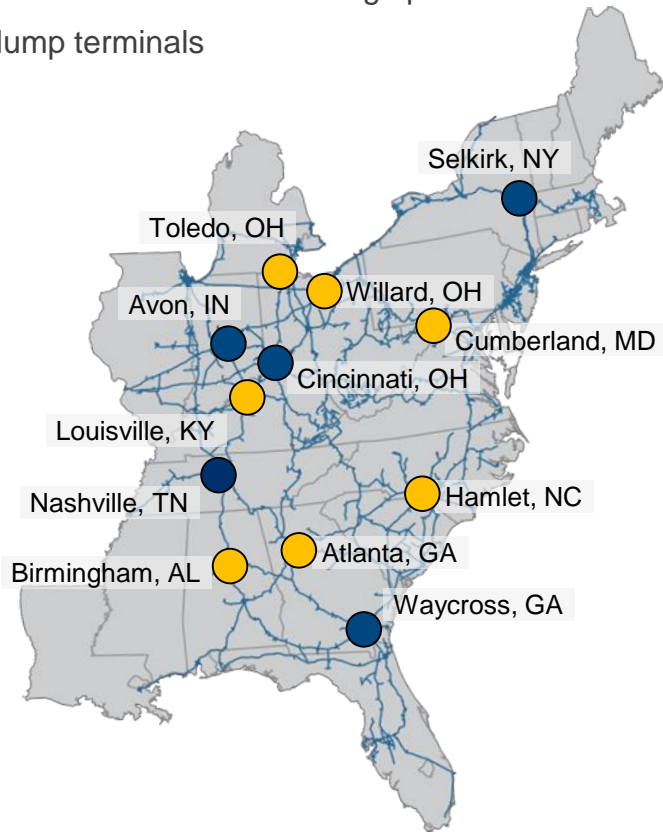 lump terminals
Selkirk, NY
Toledo, OH
Willard, OH
Avon, IN
Cumberland, MD
Cincinnati, OH
Louisville, KY
Nashville, TN
Hamlet, NC
Atlanta, GA
Birmingham, AL
Waycross, GA